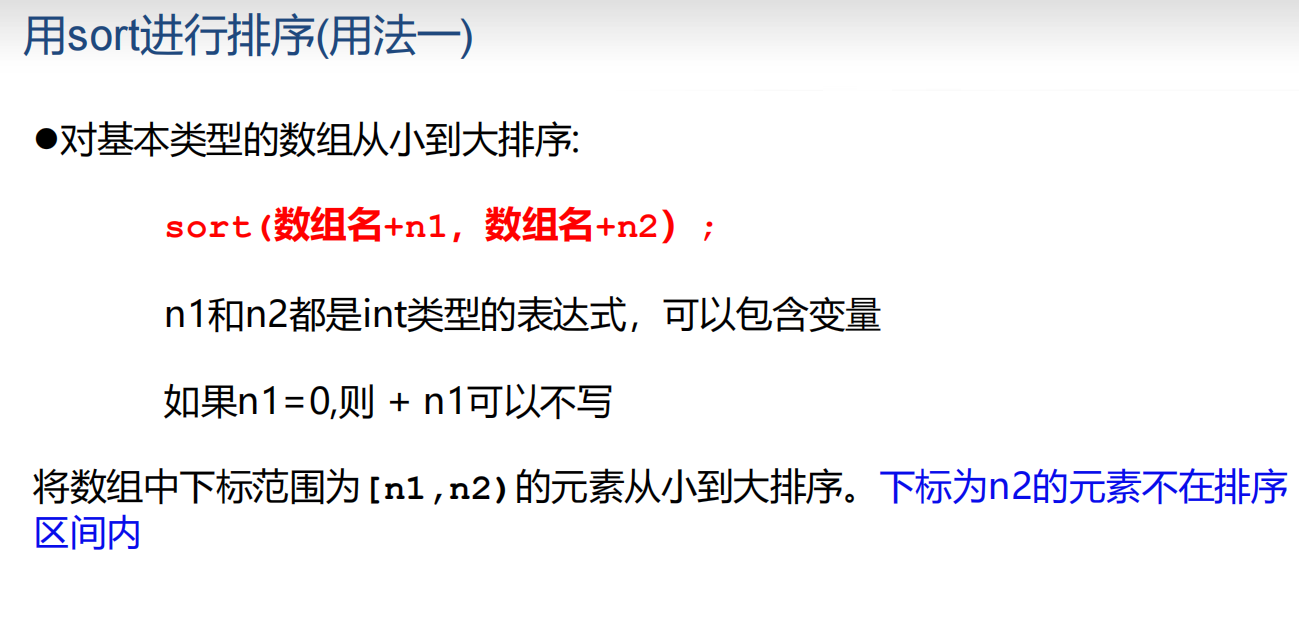 用sort进行排序(用法一)
●对基本类型的数组从小到大排序:
sort(数组名+n1, 数组名+n2) ;
n1和n2都是int类型的表达式，可以包含变量
如果n1=0,则 + n1可以不写
将数组中下标范围为[n1,n2)的元素从小到大排序。下标为n2的元素不在排序
区间内